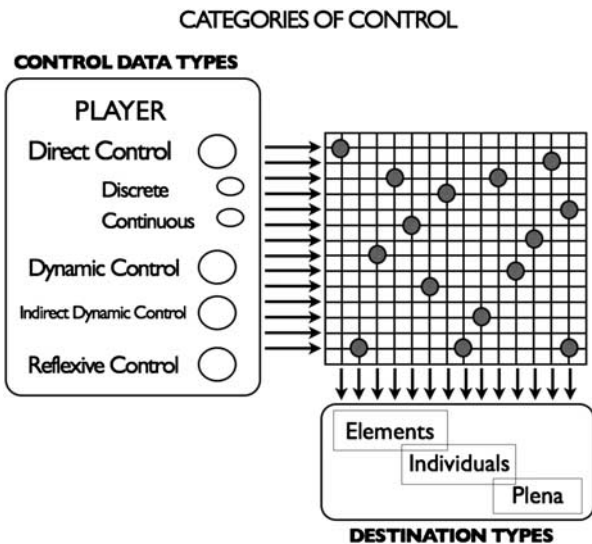 CATEGORIES OF CONTROL
CONTROL DATA TYPES
PLAYER
Direct Control
Discrete
Continuous
Dynamic Control
Indirect Dynamic Control
Reflexive Control
Elements
Individuals
Plena
DESTINATION TYPES